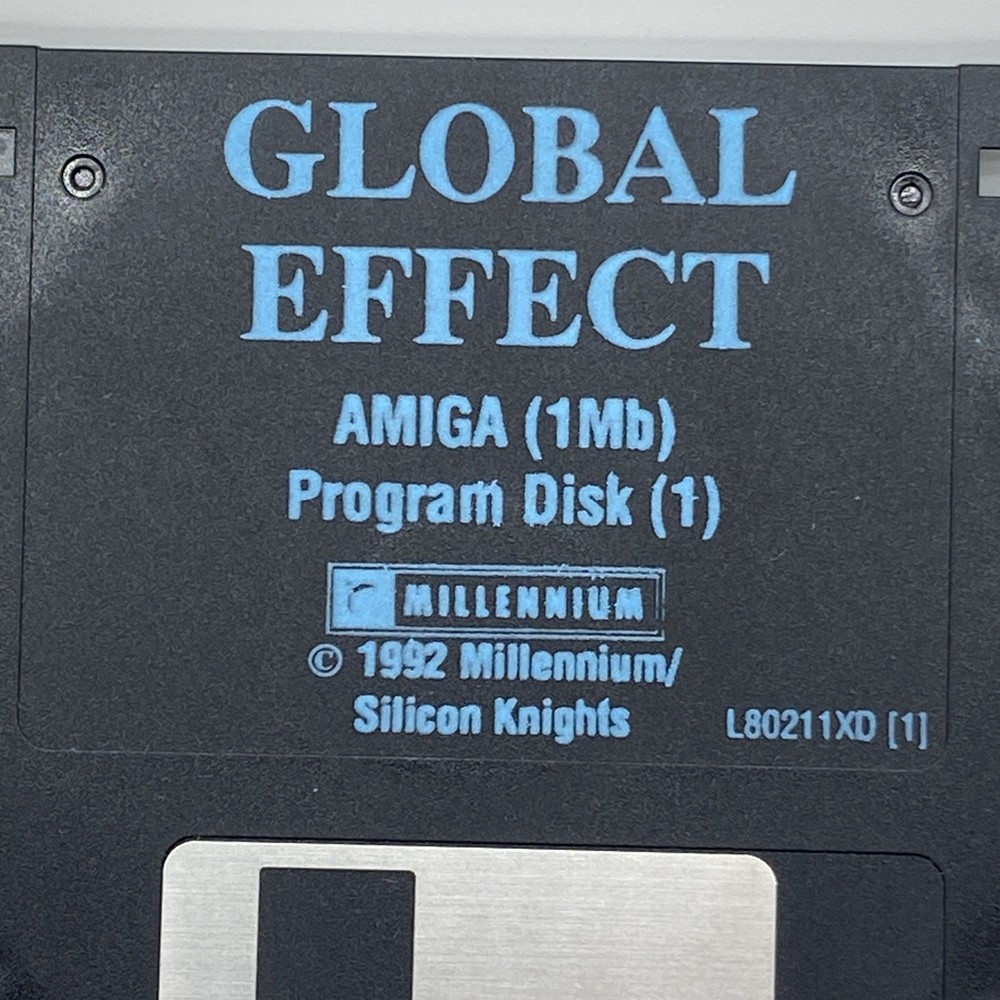 GLOBAL
EFFECT
AMIGA (1Mb)
Program Disk (1)
MILLENNIUM
© 1992 Millennium/
Silicon Knights
L80211XD [1]